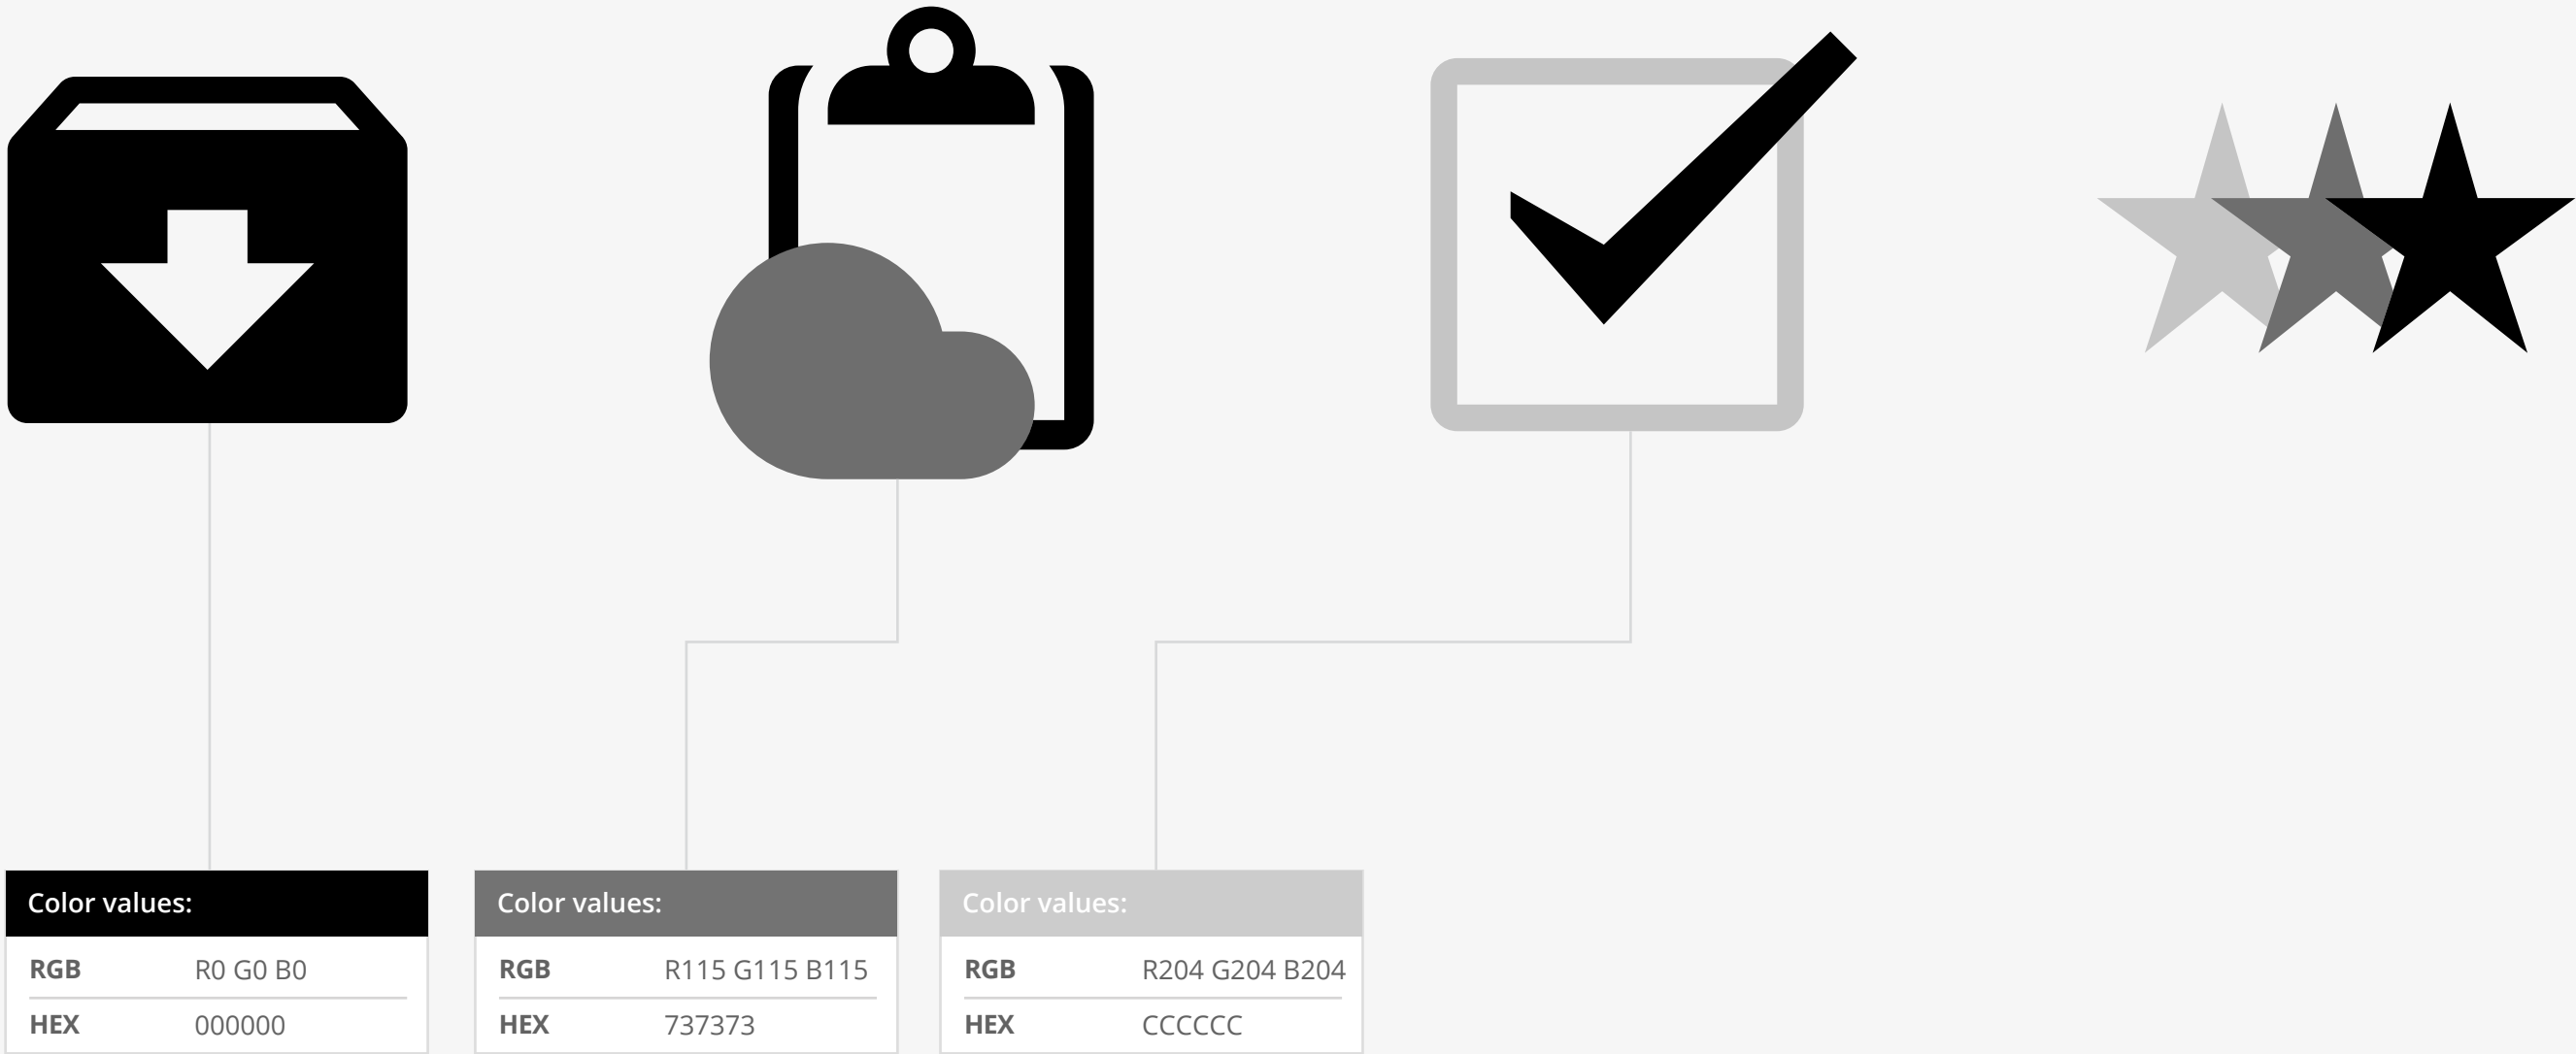 Color values:
RGB R0 G0 B0
HEX 000000
Color values:
RGB R115 G115 B115
HEX 737373
Color values:
RGB R204 G204 B204
HEX CCCCCC